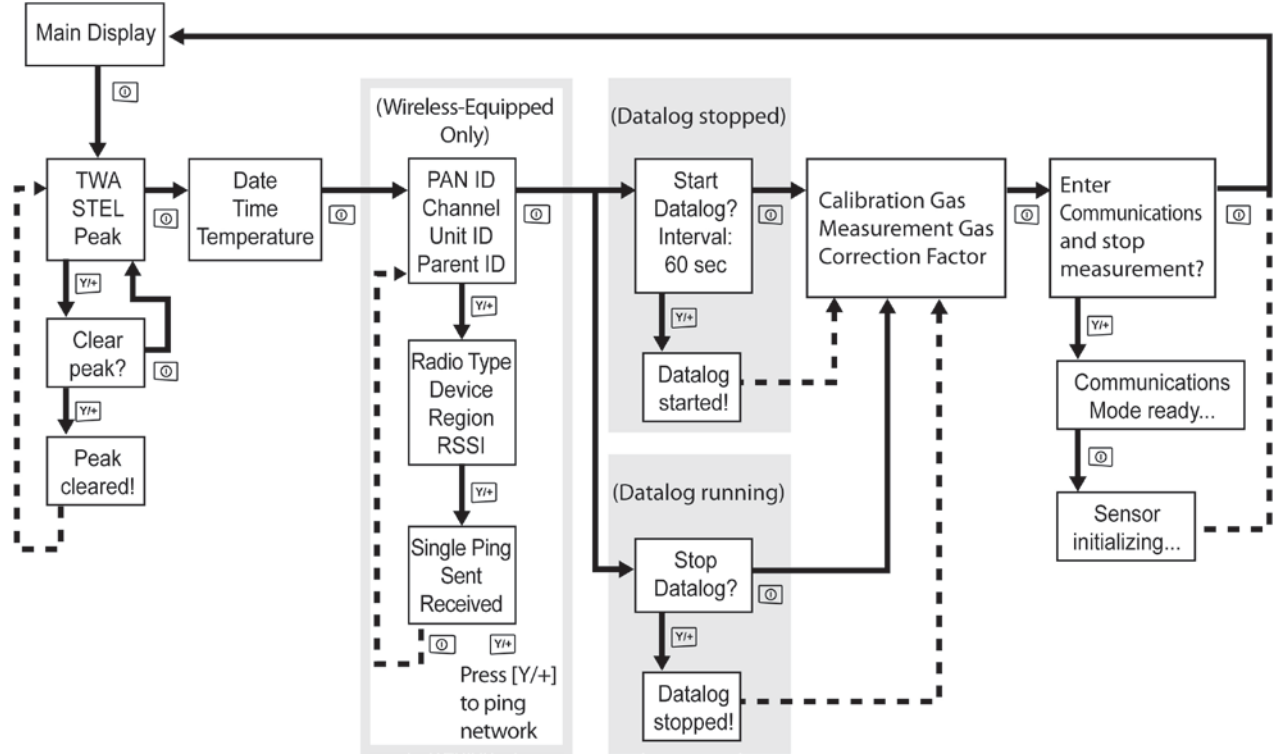 Main Display
TWA
STEL
Peak
Y/+
Clear
peak?
Y/+
Peak
cleared!
Date
Time
Temperature
(Wireless-Equipped
Only)
PAN ID
Channel
Unit ID
Parent ID
Y/+
Radio Type
Device
Region
RSSI
Y/+
Single Ping
Sent
Received
Y/+
Press [Y/+]
to ping
network
(Datalog stopped)
Start
Datalog?
Interval:
60 sec
Y/+
Datalog
started!
(Datalog running)
Stop
Datalog?
Y/+
Datalog
stopped!
Calibration Gas
Measurement Gas
Correction Factor
Enter
Communications
and stop
measurement?
Y/+
Communications
Mode ready...
Sensor
initializing...